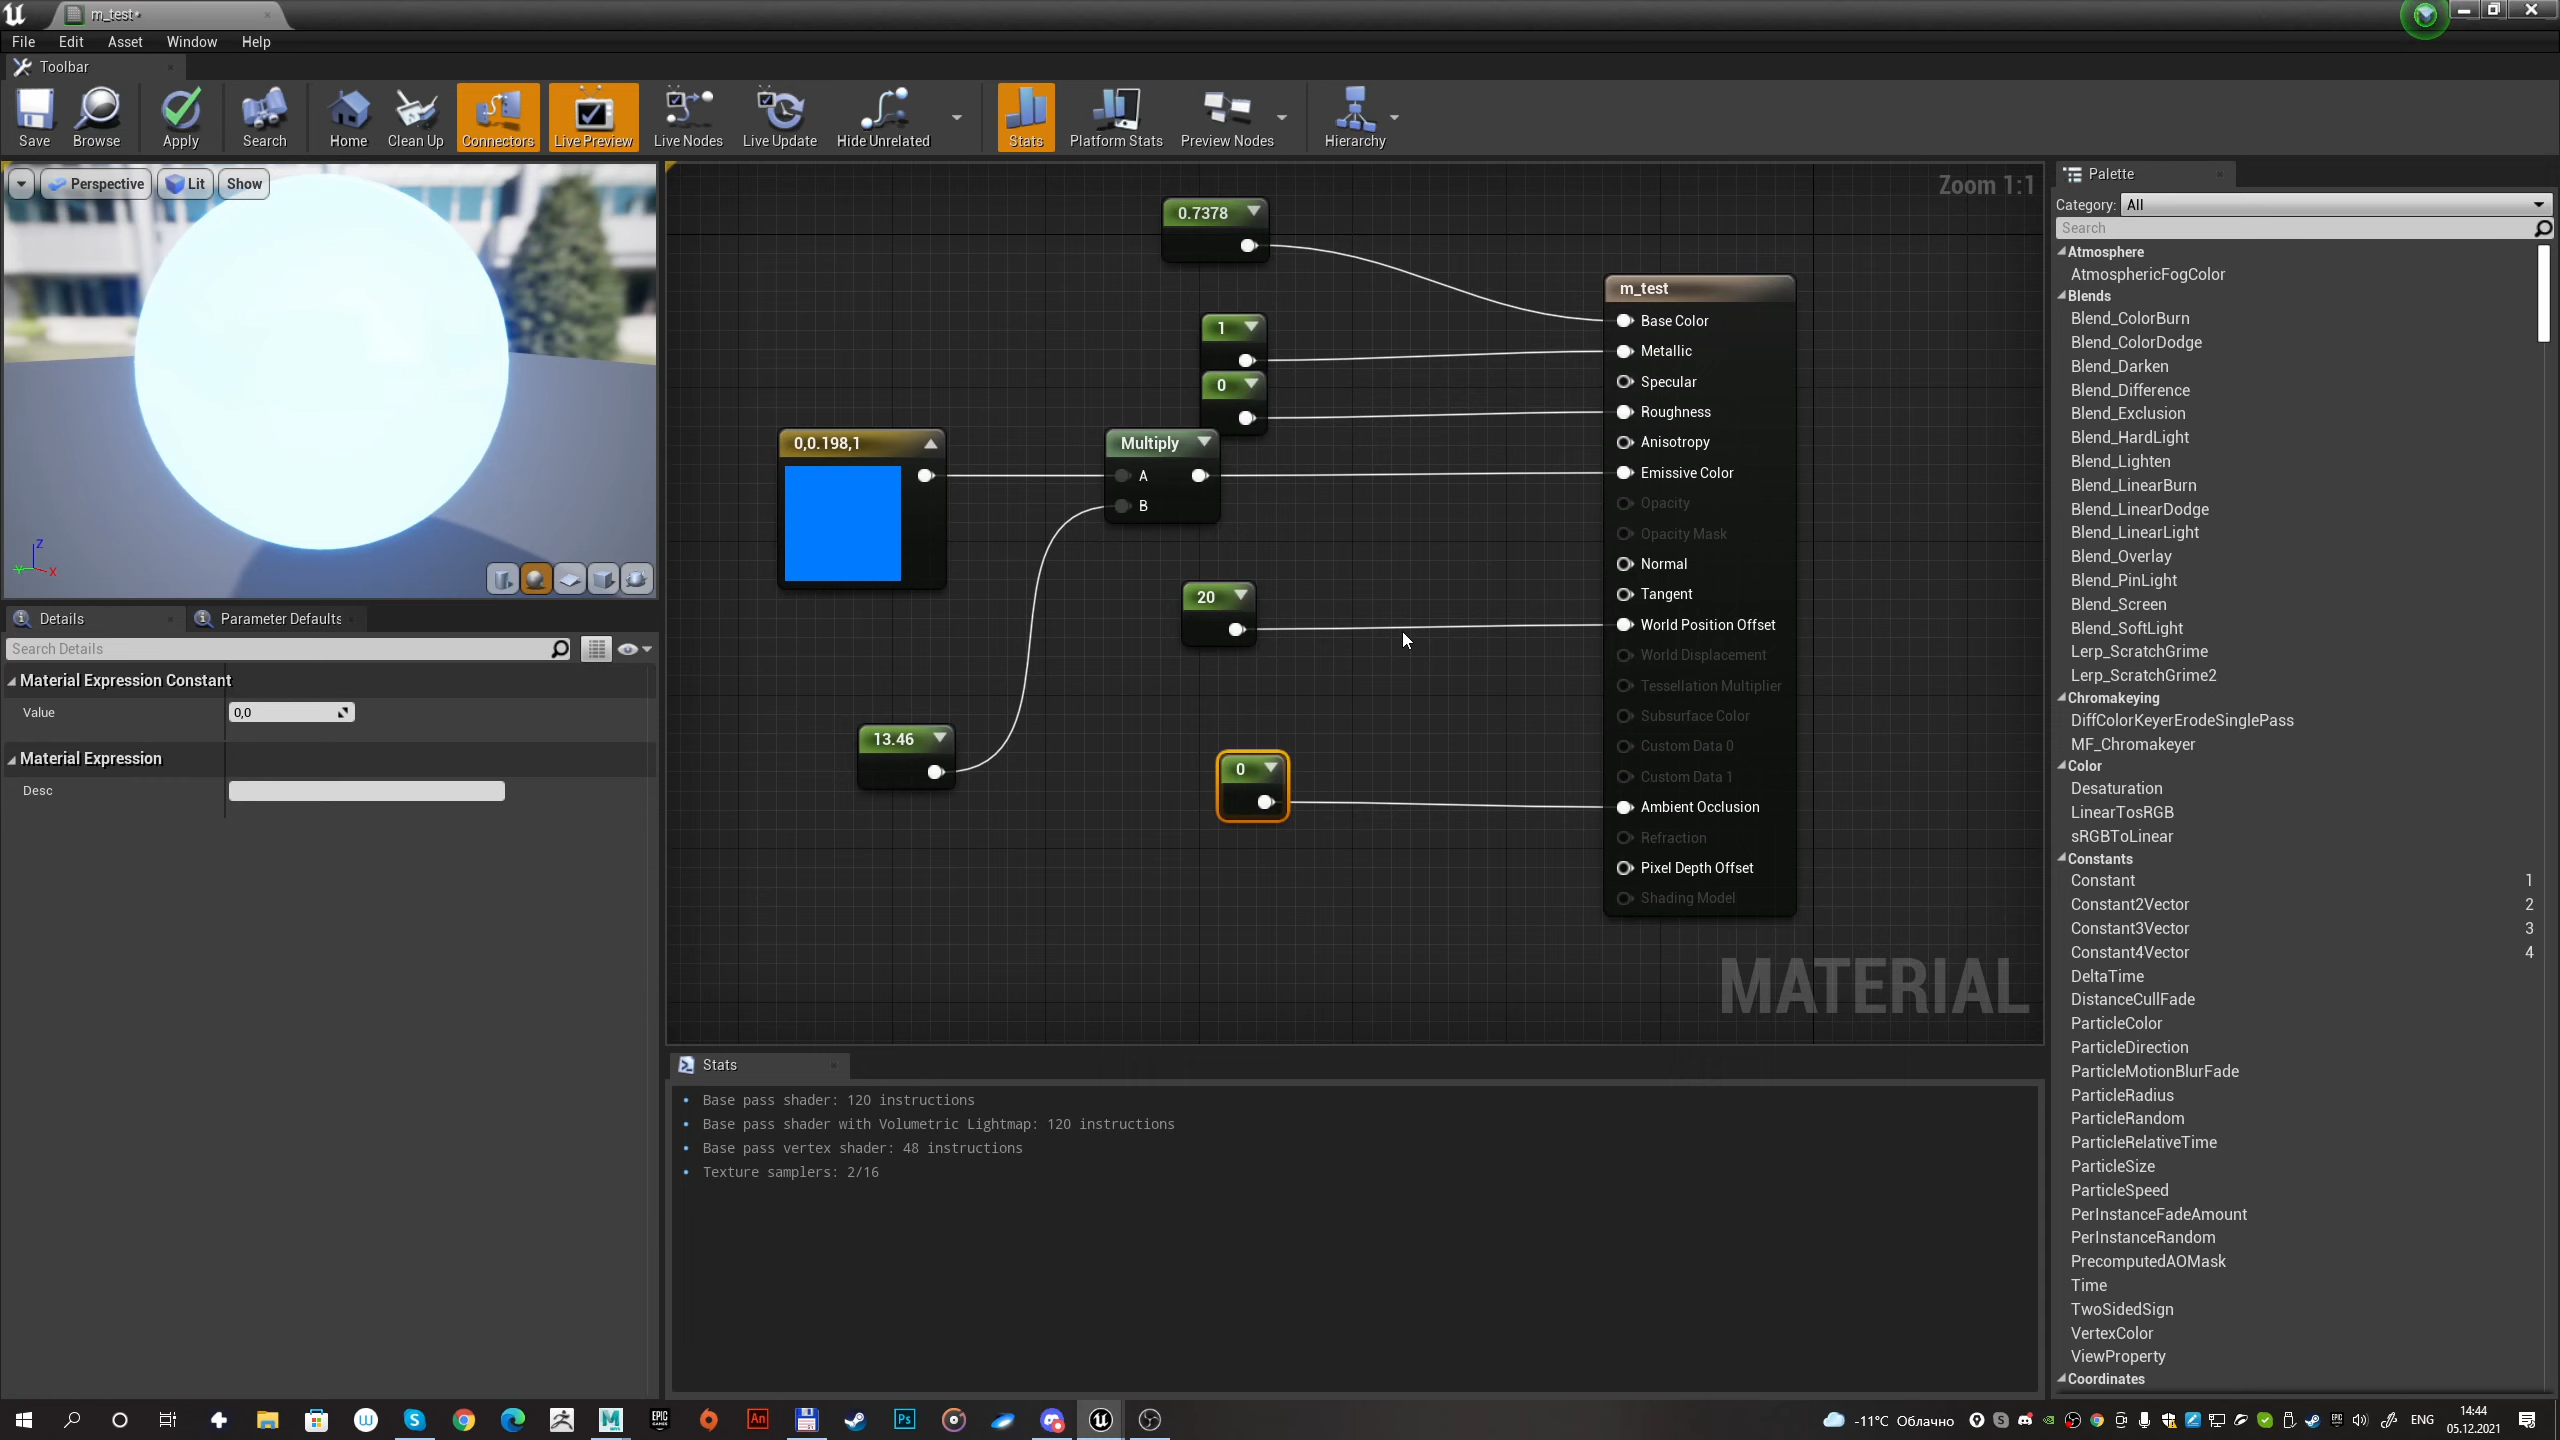 m_test*
File Edit Asset Window Help
Toolbar
Save Browse Apply Search Home Clean Up Connectors Live Preview Live Nodes Live Update Hide Unrelated Stats Platform Stats Preview Nodes Hierarchy
Perspective Lit Show
Z
Y
X
Details
Parameter Defaults
Search Details
Material Expression Constant
Value
0,0
Material Expression
Desc
Zoom 1:1
0.7378
1
0
0,0.198,1
Multiply
A
B
20
13.46
0
m_test
Base Color
Metallic
Specular
Roughness
Anisotropy
Emissive Color
Opacity
Opacity Mask
Normal
Tangent
World Position Offset
World Displacement
Tessellation Multiplier
Subsurface Color
Custom Data 0
Custom Data 1
Ambient Occlusion
Refraction
Pixel Depth Offset
Shading Model
MATERIAL
Stats
Base pass shader: 120 instructions
Base pass shader with Volumetric Lightmap: 120 instructions
Base pass vertex shader: 48 instructions
Texture samplers: 2/16
Palette
Category: All
Search
Atmosphere
AtmosphericFogColor
Blends
Blend_ColorBurn
Blend_ColorDodge
Blend_Darken
Blend_Difference
Blend_Exclusion
Blend_HardLight
Blend_Lighten
Blend_LinearBurn
Blend_LinearDodge
Blend_LinearLight
Blend_Overlay
Blend_PinLight
Blend_Screen
Blend_SoftLight
Lerp_ScratchGrime
Lerp_ScratchGrime2
Chromakeying
DiffColorKeyerErodeSinglePass
MF_Chromakeyer
Color
Desaturation
LinearTosRGB
sRGBToLinear
Constants
Constant 1
Constant2Vector 2
Constant3Vector 3
Constant4Vector 4
DeltaTime
DistanceCullFade
ParticleColor
ParticleDirection
ParticleMotionBlurFade
ParticleRadius
ParticleRandom
ParticleRelativeTime
ParticleSize
ParticleSpeed
PerInstanceFadeAmount
PerInstanceRandom
PrecomputedAOMask
Time
TwoSidedSign
VertexColor
ViewProperty
Coordinates
-11°C Облачно
ENG
14:44
05.12.2021